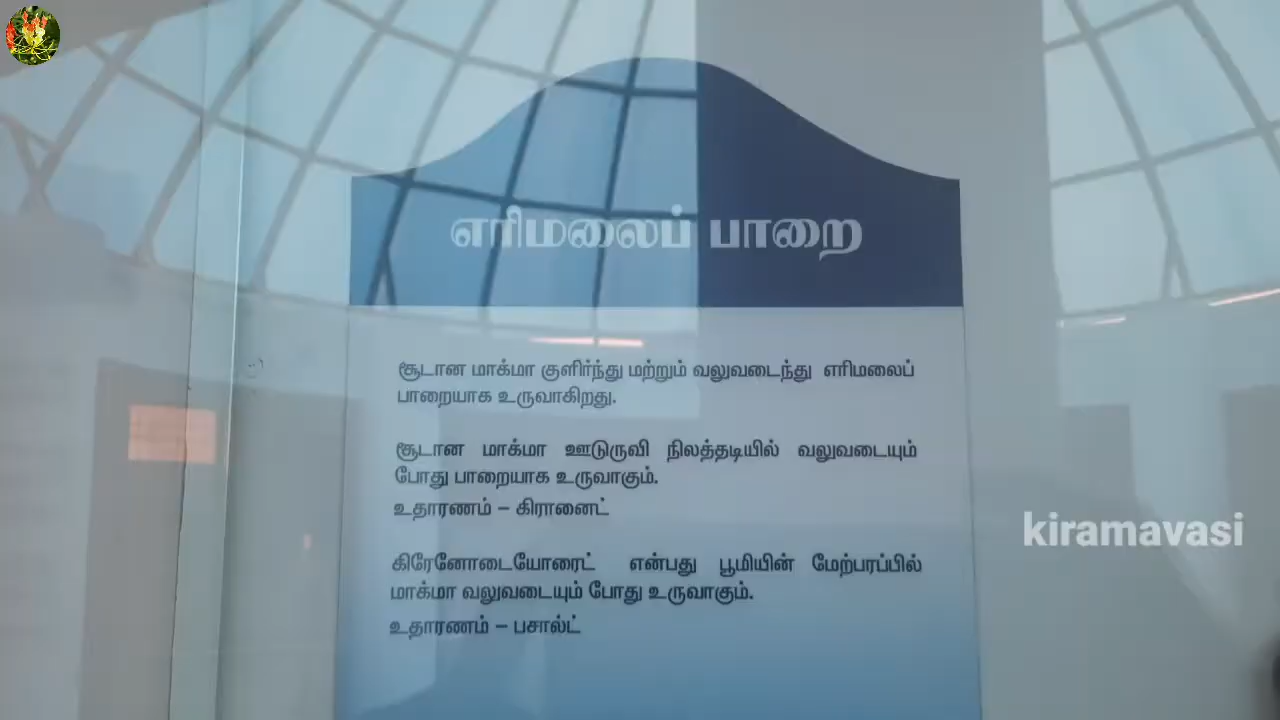 எரிமலைப் பாறை
சூடான மாக்மா குளிர்ந்து மற்றும் வலுவடைந்து எரிமலைப்
பாறையாக உருவாகிறது.
சூடான மாக்மா ஊடுருவி நிலத்தடியில் வலுவடையும்
போது பாறையாக உருவாகும்.
உதாரணம் – கிரானைட்
கிரேனோடையோரைட் என்பது பூமியின் மேற்பரப்பில்
மாக்மா வலுவடையும் போது உருவாகும்.
உதாரணம் – பசால்ட்
kiramavasi